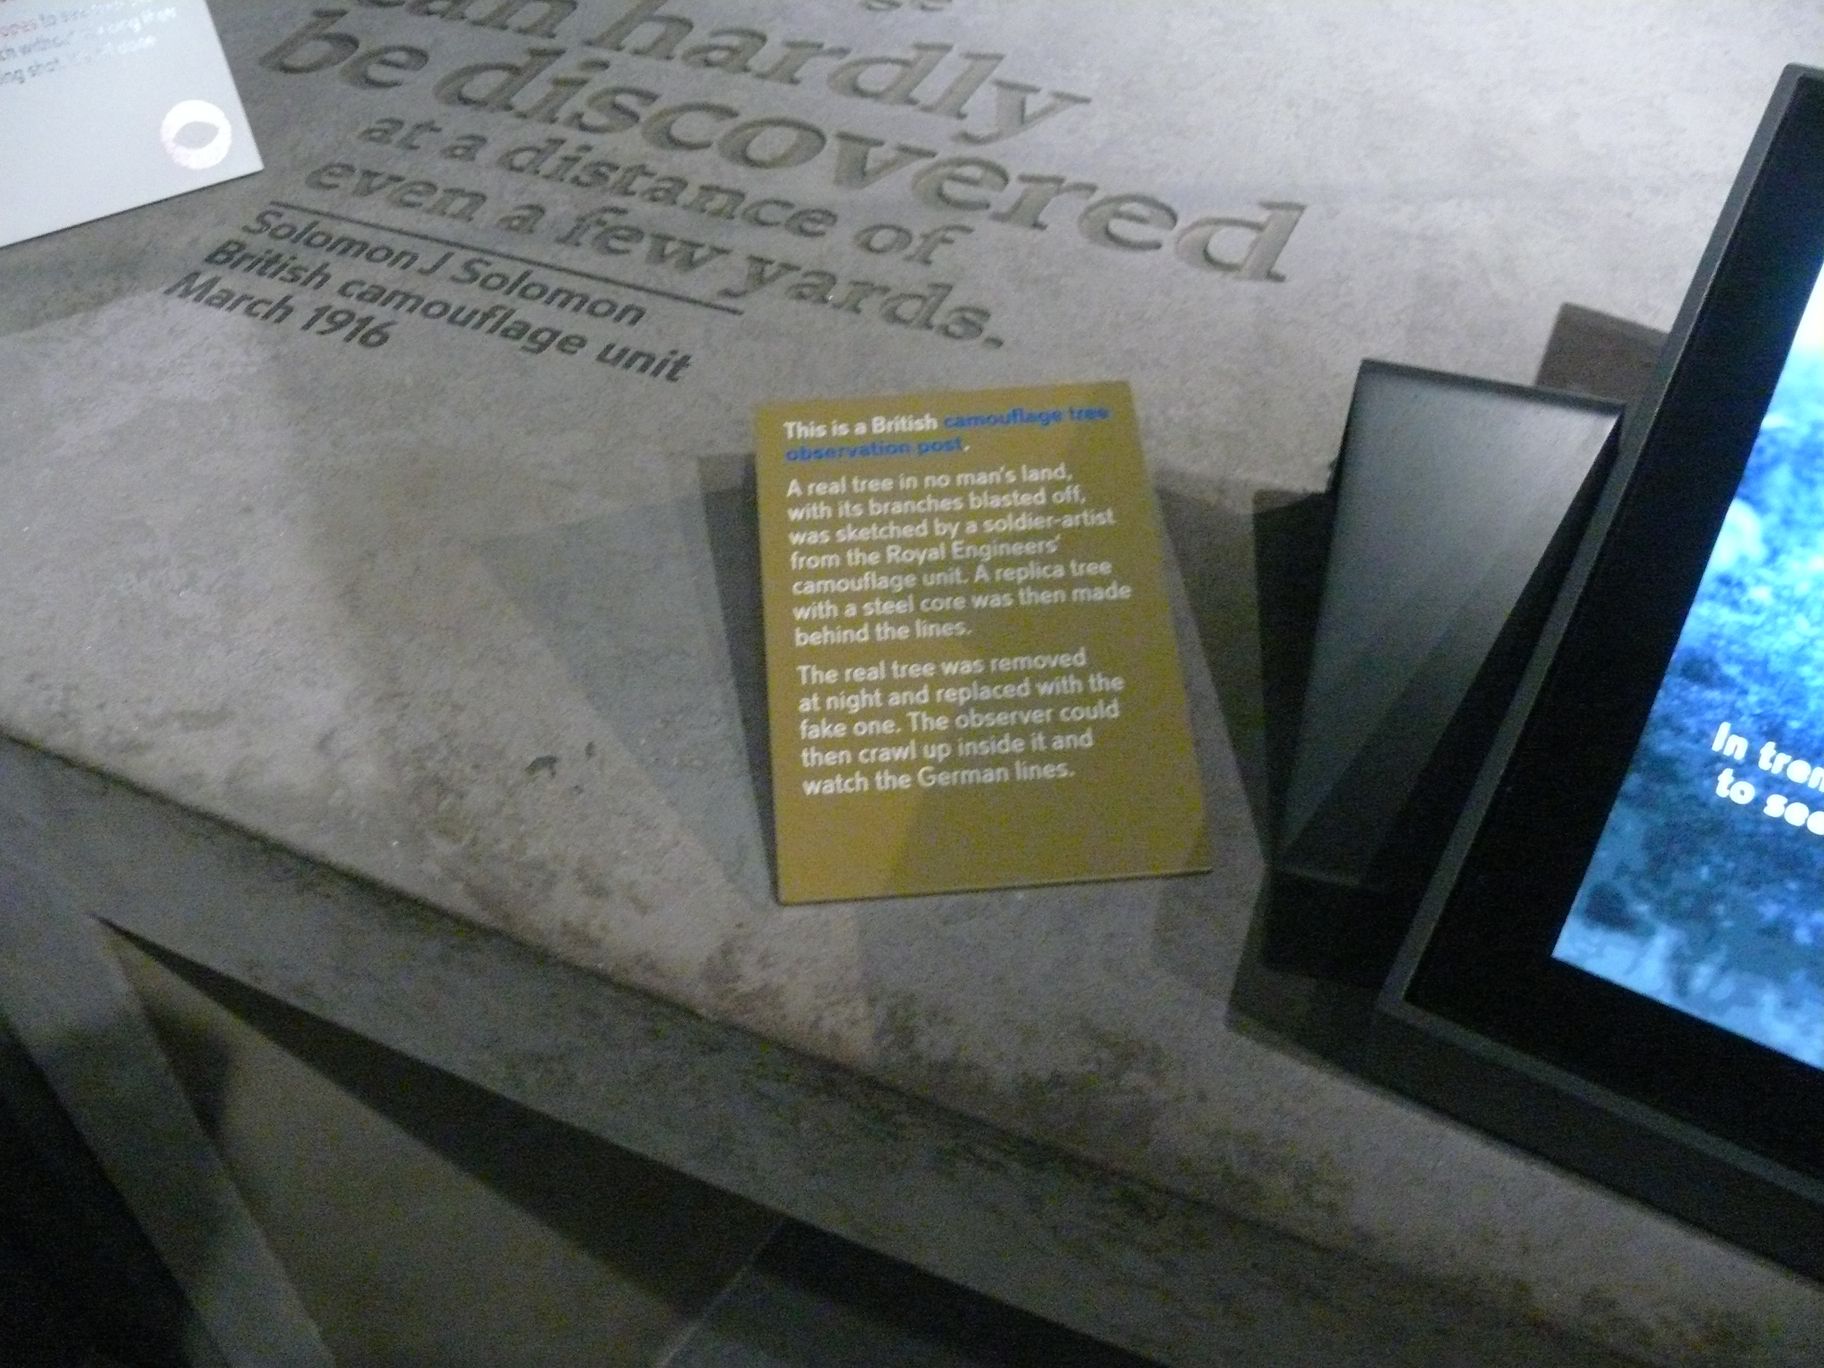 can hardly
be discovered
at a distance of
even a few yards.
Solomon J Solomon
British camouflage unit
March 1916
This is a British camouflage tree
observation post.
A real tree in no man's land,
with its branches blasted off,
was sketched by a soldier-artist
from the Royal Engineers'
camouflage unit. A replica tree
with a steel core was then made
behind the lines.
The real tree was removed
at night and replaced with the
fake one. The observer could
then crawl up inside it and
watch the German lines.
In
to